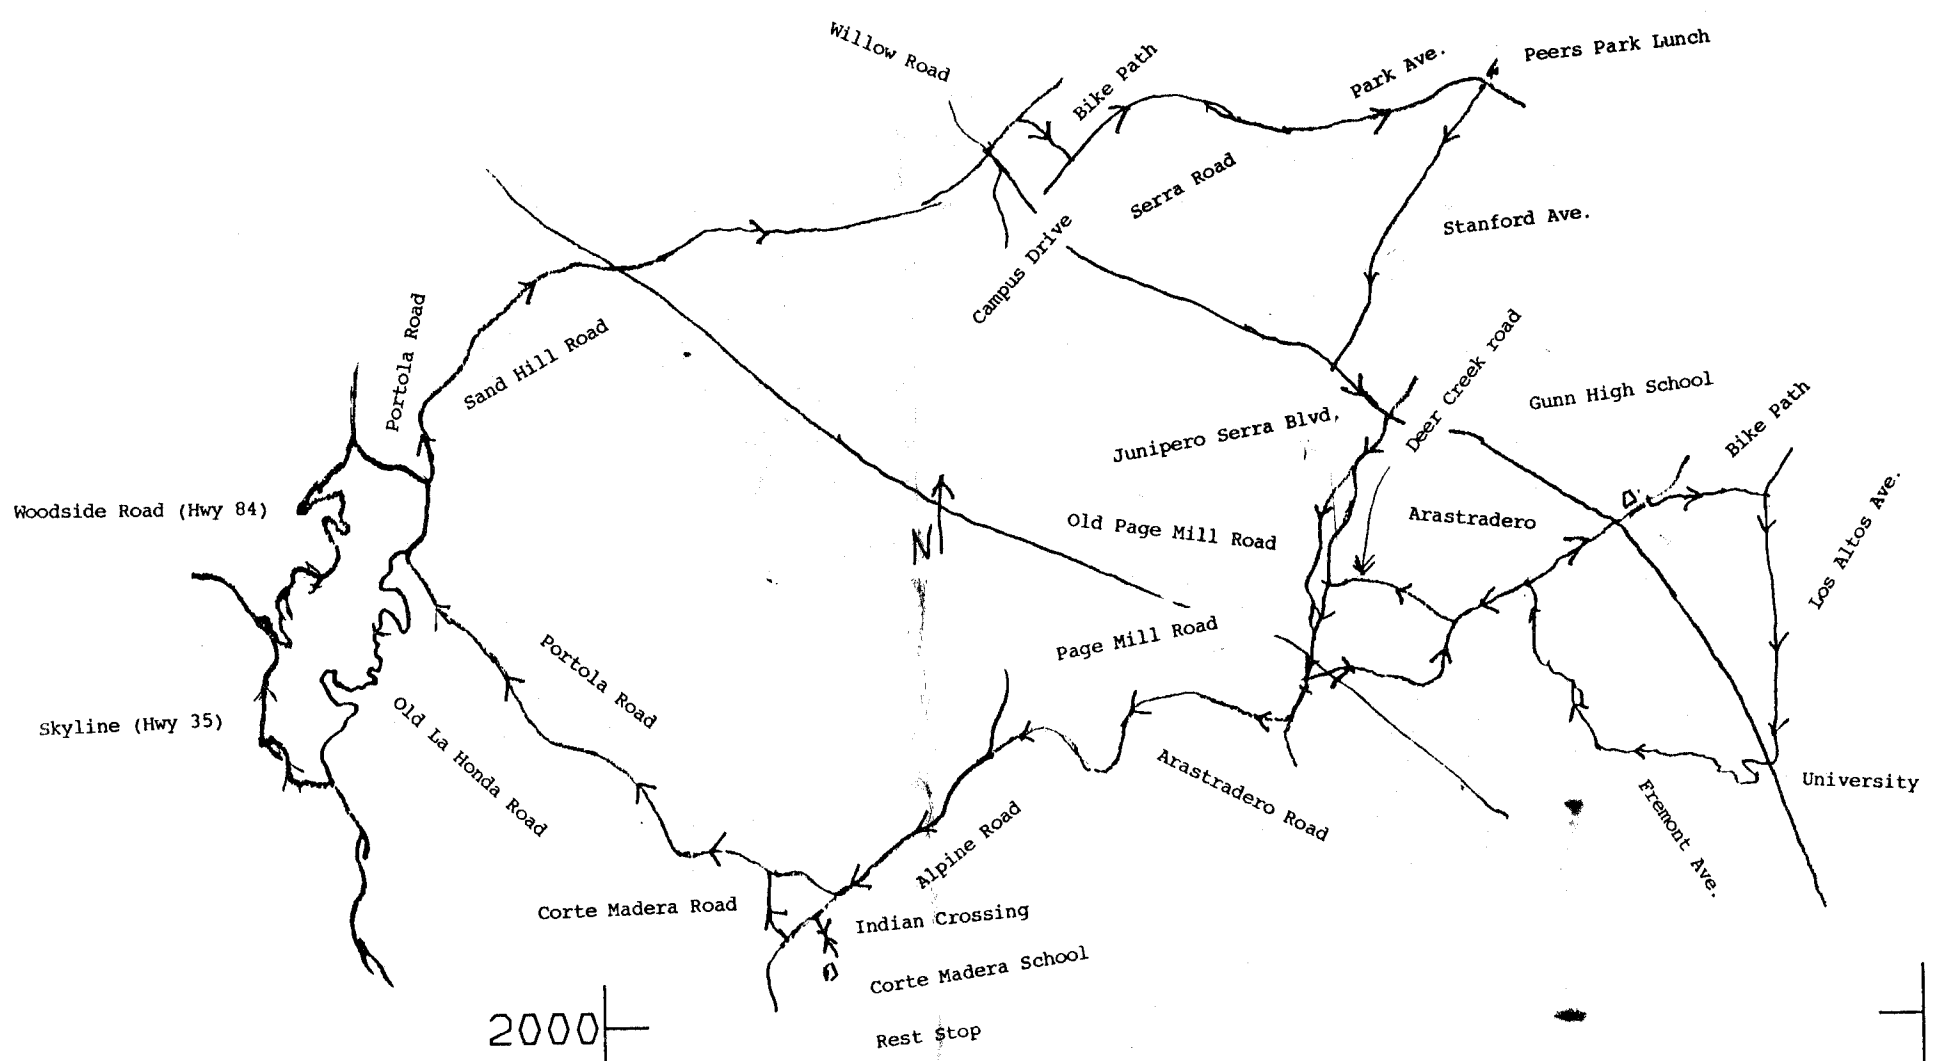 Willow Road
Bike Path
Park Ave.
Peers Park Lunch
Serra Road
Stanford Ave.
Campus Drive
Portola Road
Sand Hill Road
Deer Creek road
Gunn High School
Junipero Serra Blvd,
Bike Path
Woodside Road (Hwy 84)
N
Old Page Mill Road
Arastradero
Los Altos Ave.
Page Mill Road
Portola Road
Skyline (Hwy 35)
Old La Honda Road
Arastradero Road
University
Fremont Ave.
Alpine Road
Corte Madera Road
Indian Crossing
Corte Madera School
Rest Stop
2000